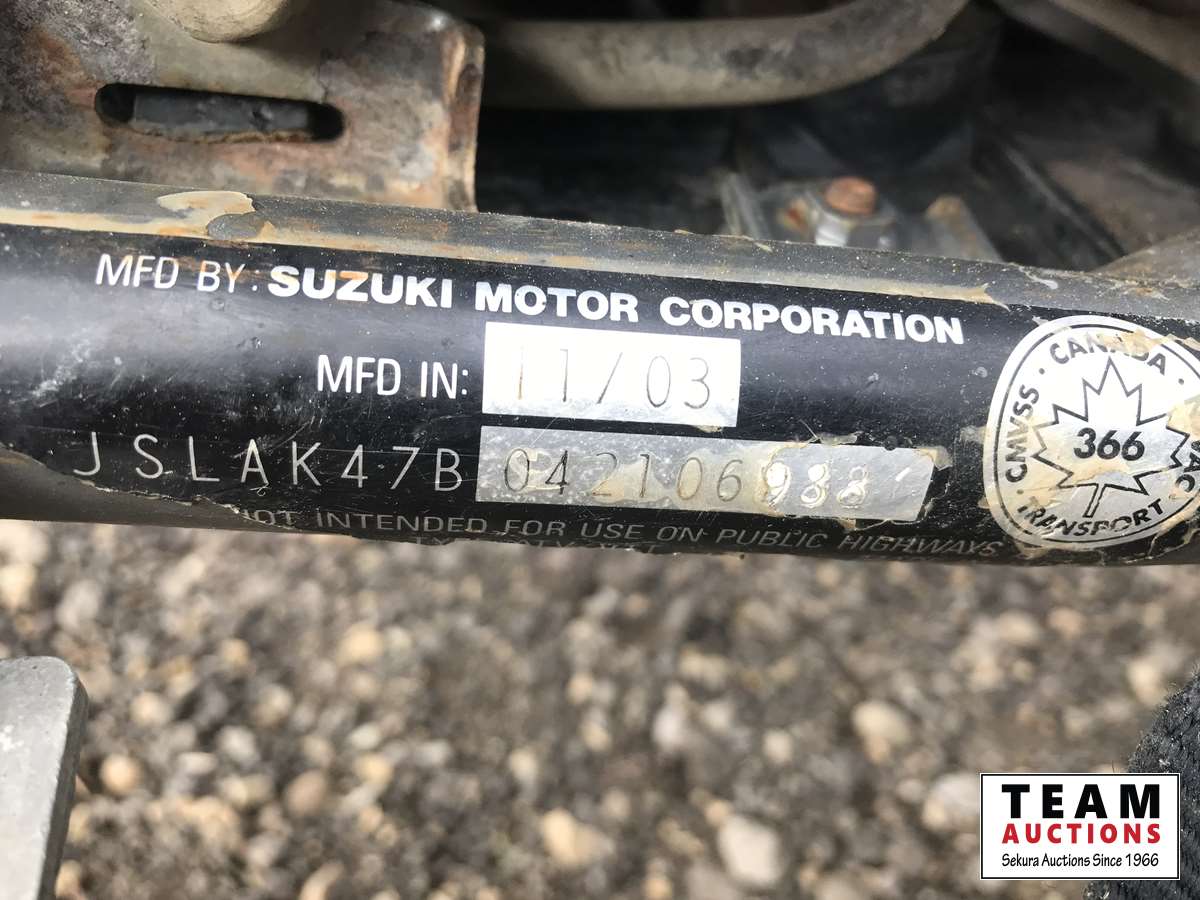 MFD BY: SUZUKI MOTOR CORPORATION
MFD IN: 11/03
JSLAK47B042106988
NOT INTENDED FOR USE ON PUBLIC HIGHWAYS
CANADA
CMVSS
366
TRANSPORT
TEAM
AUCTIONS
Sekura Auctions Since 1966